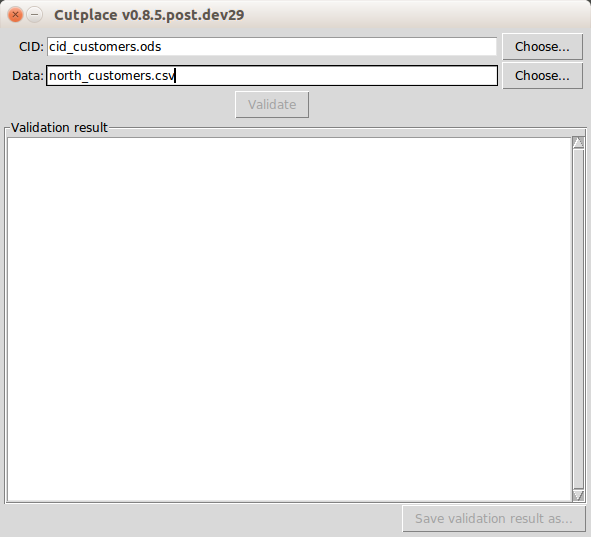 Cutplace v0.8.5.post.dev29
CID: cid_customers.ods Choose...
Data: north_customers.csv Choose...
Validate
Validation result
Save validation result as...